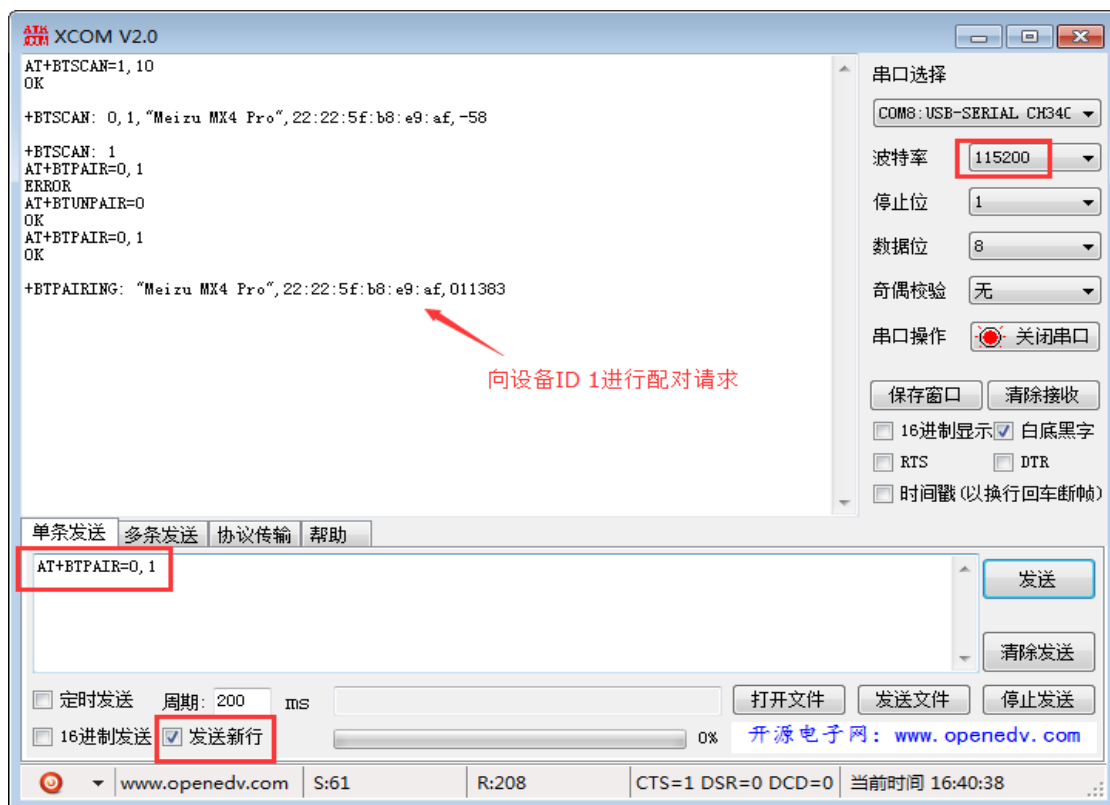 XCOM V2.0
AT+BTSCAN=1,10
OK
+BTSCAN: 0,1,"Meizu MX4 Pro",22:22:5f:b8:e9:af,-58
+BTSCAN: 1
AT+BTPAIR=0,1
ERROR
AT+BTUNPAIR=0
OK
AT+BTPAIR=0,1
OK
+BTPAIRING: "Meizu MX4 Pro",22:22:5f:b8:e9:af,011383
向设备ID 1进行配对请求
串口选择
COM8:USB-SERIAL CH34C
波特率 115200
停止位 1
数据位 8
奇偶校验 无
串口操作 关闭串口
保存窗口 清除接收
16进制显示 白底黑字
RTS DTR
时间戳(以换行回车断帧)
单条发送 多条发送 协议传输 帮助
AT+BTPAIR=0,1
发送
清除发送
定时发送 周期: 200 ms 打开文件 发送文件 停止发送
16进制发送 发送新行 0% 开源电子网: www.openedv.com
www.openedv.com S:61 R:208 CTS=1 DSR=0 DCD=0 当前时间 16:40:38